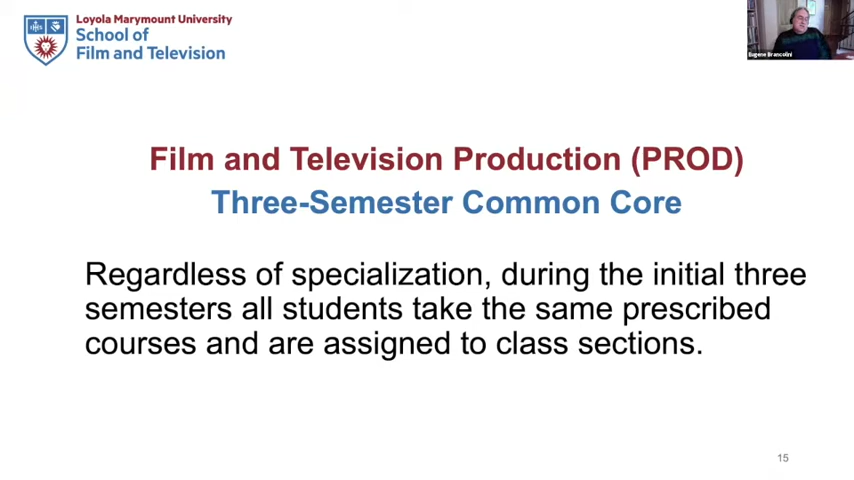 Loyola Marymount University
School of
Film and Television
Eugene Brancolini
Film and Television Production (PROD)
Three-Semester Common Core
Regardless of specialization, during the initial three
semesters all students take the same prescribed
courses and are assigned to class sections.
15